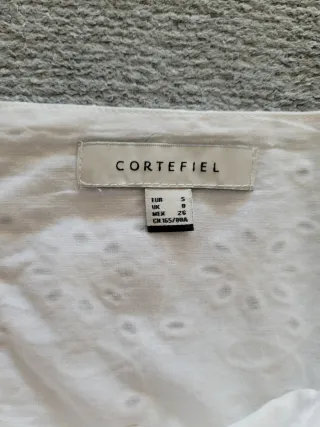 CORTEFIEL
EUR S
UK 8
MEX 26
CN 165/88A